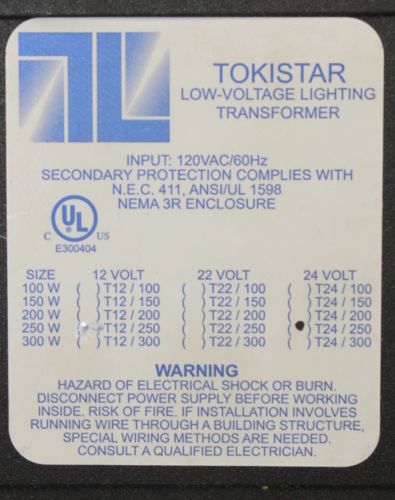 TOKISTAR
LOW-VOLTAGE LIGHTING
TRANSFORMER
INPUT: 120VAC/60Hz
SECONDARY PROTECTION COMPLIES WITH
N.E.C. 411, ANSI/UL 1598
NEMA 3R ENCLOSURE
UL
C US
E300404
SIZE 12 VOLT 22 VOLT 24 VOLT
100 W ( ) T12 / 100 ( ) T22 / 100 ( ) T24 / 100
150 W ( ) T12 / 150 ( ) T22 / 150 ( ) T24 / 150
200 W ( ) T12 / 200 ( ) T22 / 200 ( ) T24 / 200
250 W ( ) T12 / 250 ( ) T22 / 250 (●) T24 / 250
300 W ( ) T12 / 300 ( ) T22 / 300 ( ) T24 / 300
WARNING
HAZARD OF ELECTRICAL SHOCK OR BURN.
DISCONNECT POWER SUPPLY BEFORE WORKING
INSIDE. RISK OF FIRE. IF INSTALLATION INVOLVES
RUNNING WIRE THROUGH A BUILDING STRUCTURE,
SPECIAL WIRING METHODS ARE NEEDED.
CONSULT A QUALIFIED ELECTRICIAN.